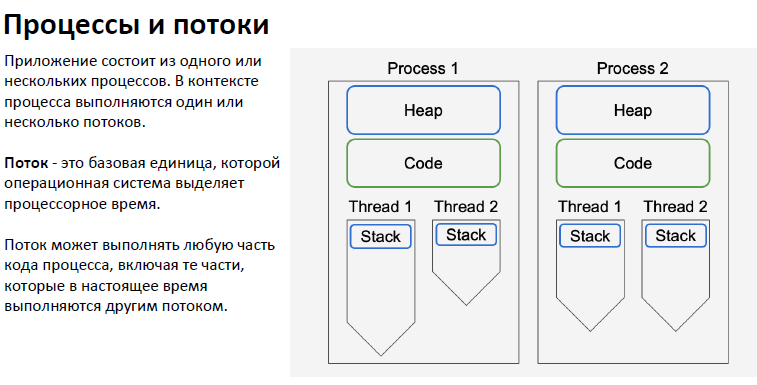 Процессы и потоки
Приложение состоит из одного или
нескольких процессов. В контексте
процесса выполняются один или
несколько потоков.
Поток - это базовая единица, которой
операционная система выделяет
процессорное время.
Поток может выполнять любую часть
кода процесса, включая те части,
которые в настоящее время
выполняются другим потоком.
Process 1
Heap
Code
Thread 1
Thread 2
Stack
Stack
Process 2
Heap
Code
Thread 1
Thread 2
Stack
Stack